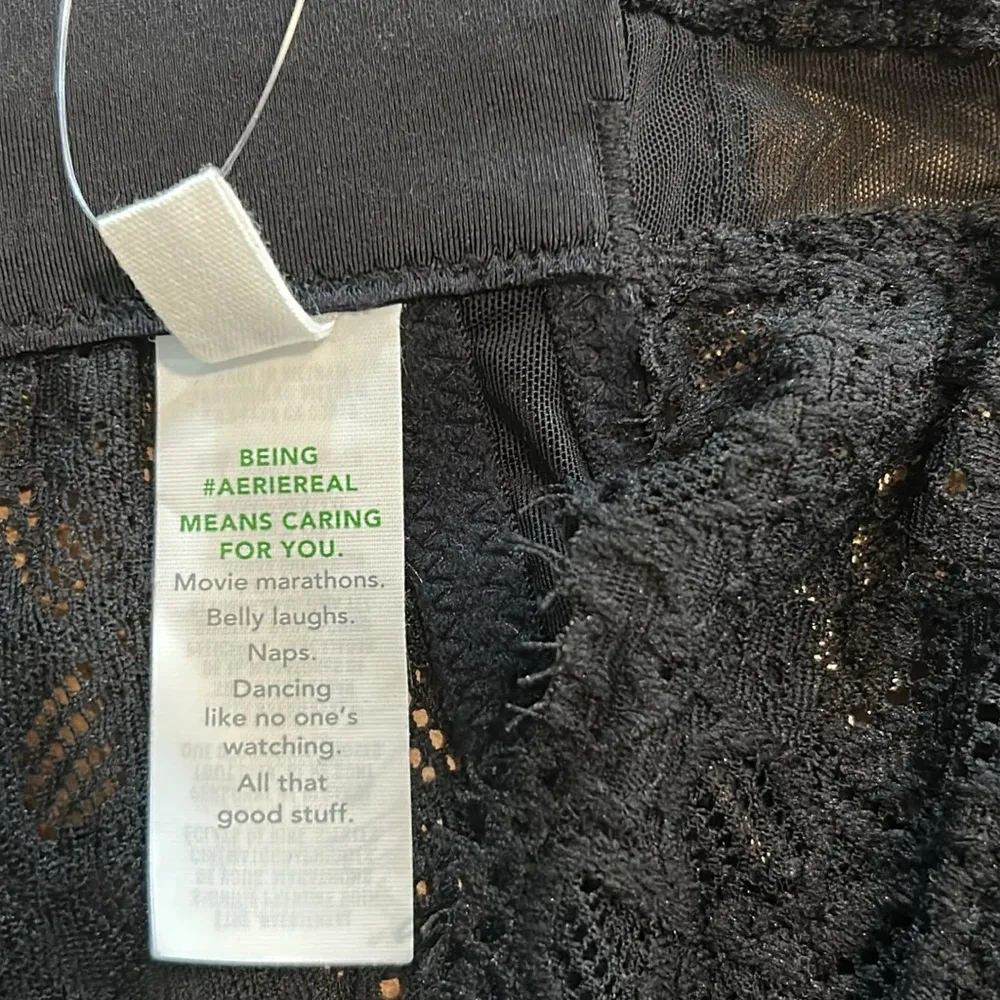 BEING
#AERIEREAL
MEANS CARING
FOR YOU.
Movie marathons.
Belly laughs.
Naps.
Dancing
like no one's
watching.
All that
good stuff.